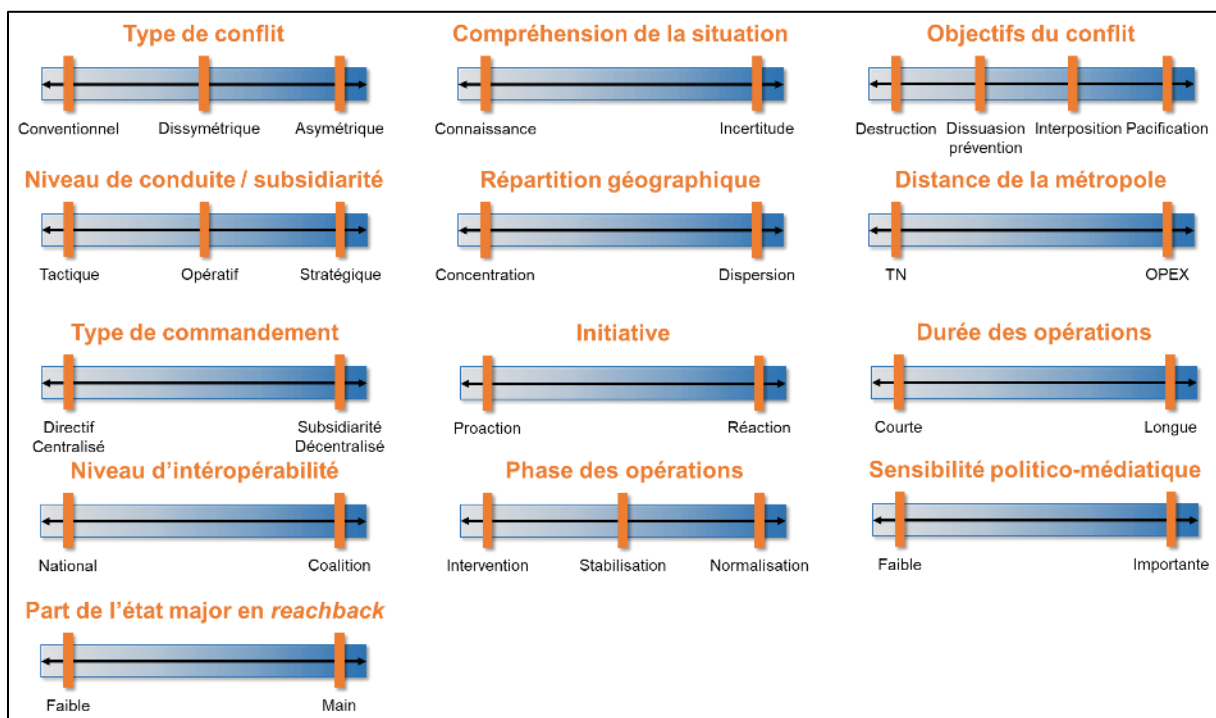 Type de conflit
Conventionnel Dissymétrique Asymétrique
Compréhension de la situation
Connaissance Incertitude
Objectifs du conflit
Destruction Dissuasion prévention Interposition Pacification
Niveau de conduite / subsidiarité
Tactique Opératif Stratégique
Répartition géographique
Concentration Dispersion
Distance de la métropole
TN OPEX
Type de commandement
Directif Subsidiarité
Centralisé Décentralisé
Initiative
Proaction Réaction
Durée des opérations
Courte Longue
Niveau d'intéropérabilité
National Coalition
Phase des opérations
Intervention Stabilisation Normalisation
Sensibilité politico-médiatique
Faible Importante
Part de l'état major en reachback
Faible Main